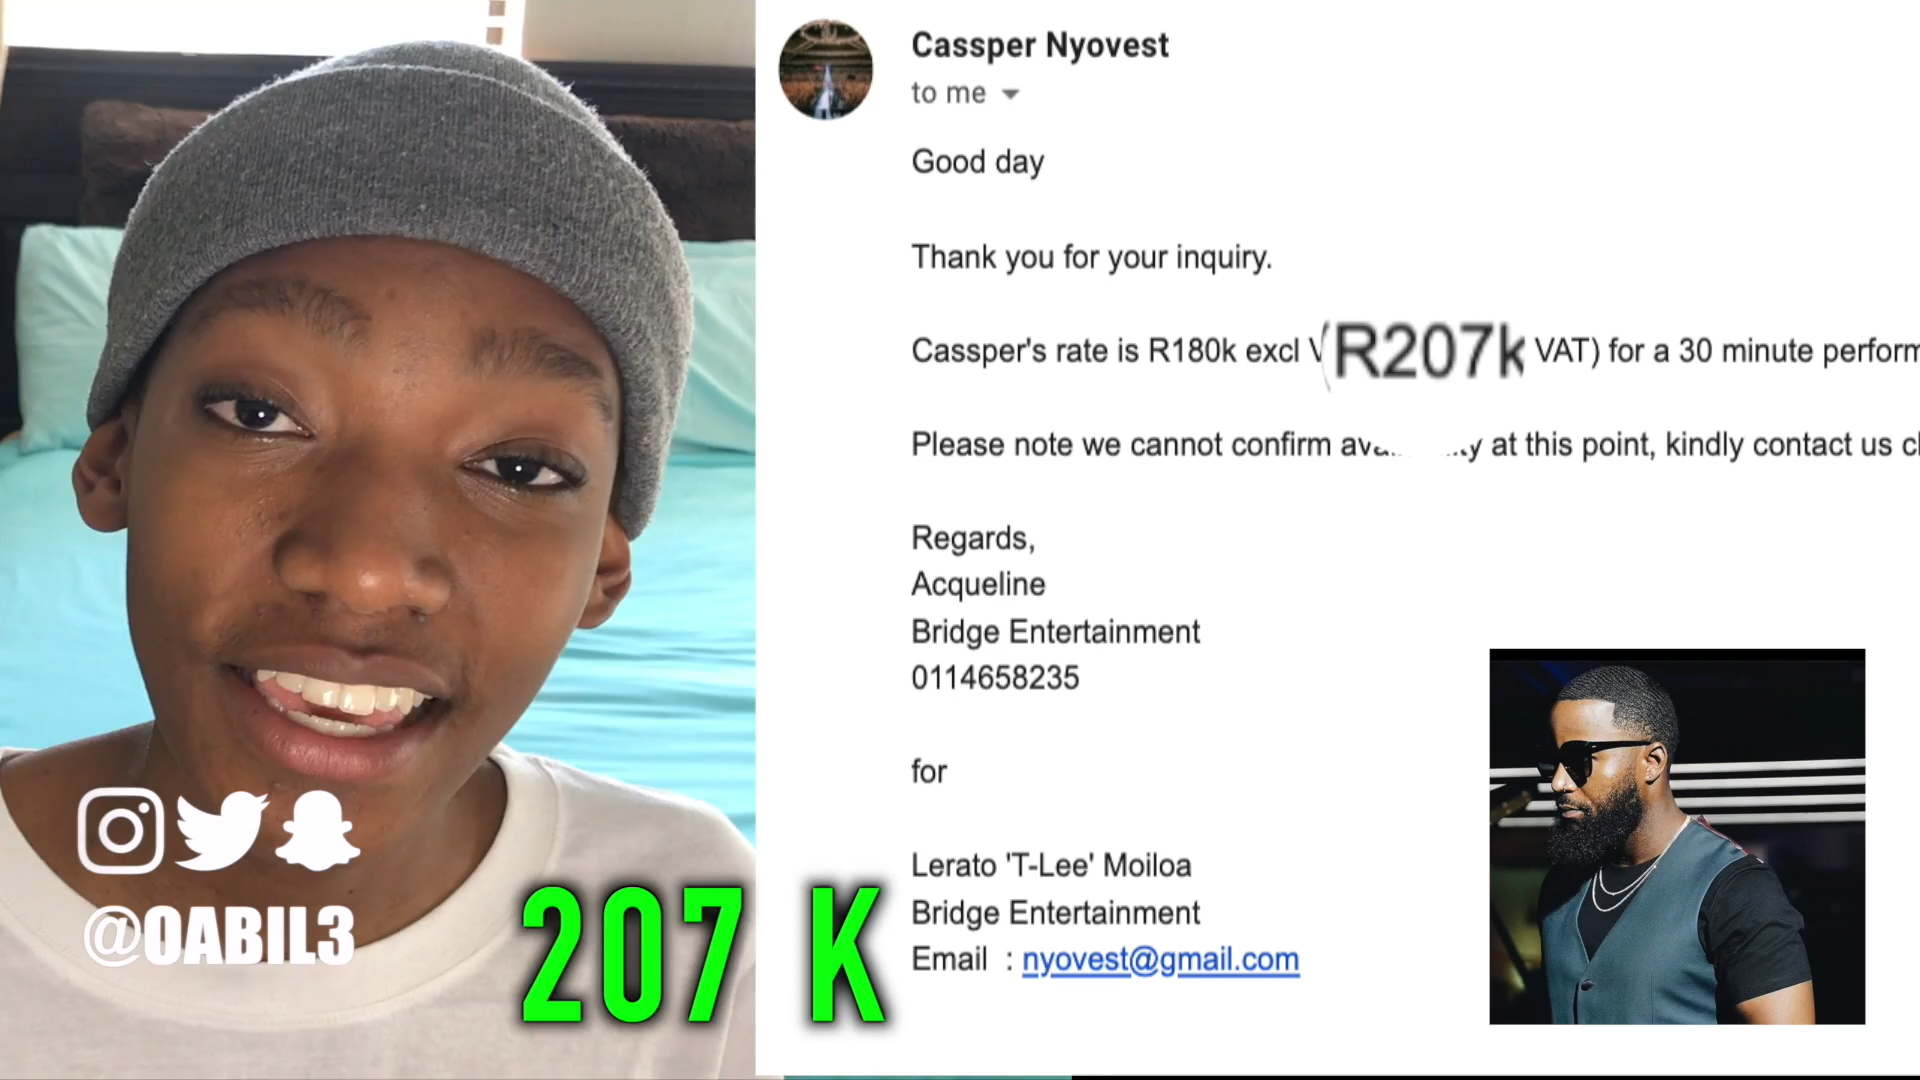 Cassper Nyovest
to me
Good day
Thank you for your inquiry.
Cassper's rate is R180k excl (R207k VAT) for a 30 minute
Please note we cannot confirm at this point, kindly contact us
Regards,
Acqueline
Bridge Entertainment
0114658235
for
Lerato 'T-Lee' Moiloa
Bridge Entertainment
Email : nyovest@gmail.com
@OABIL3
207 K